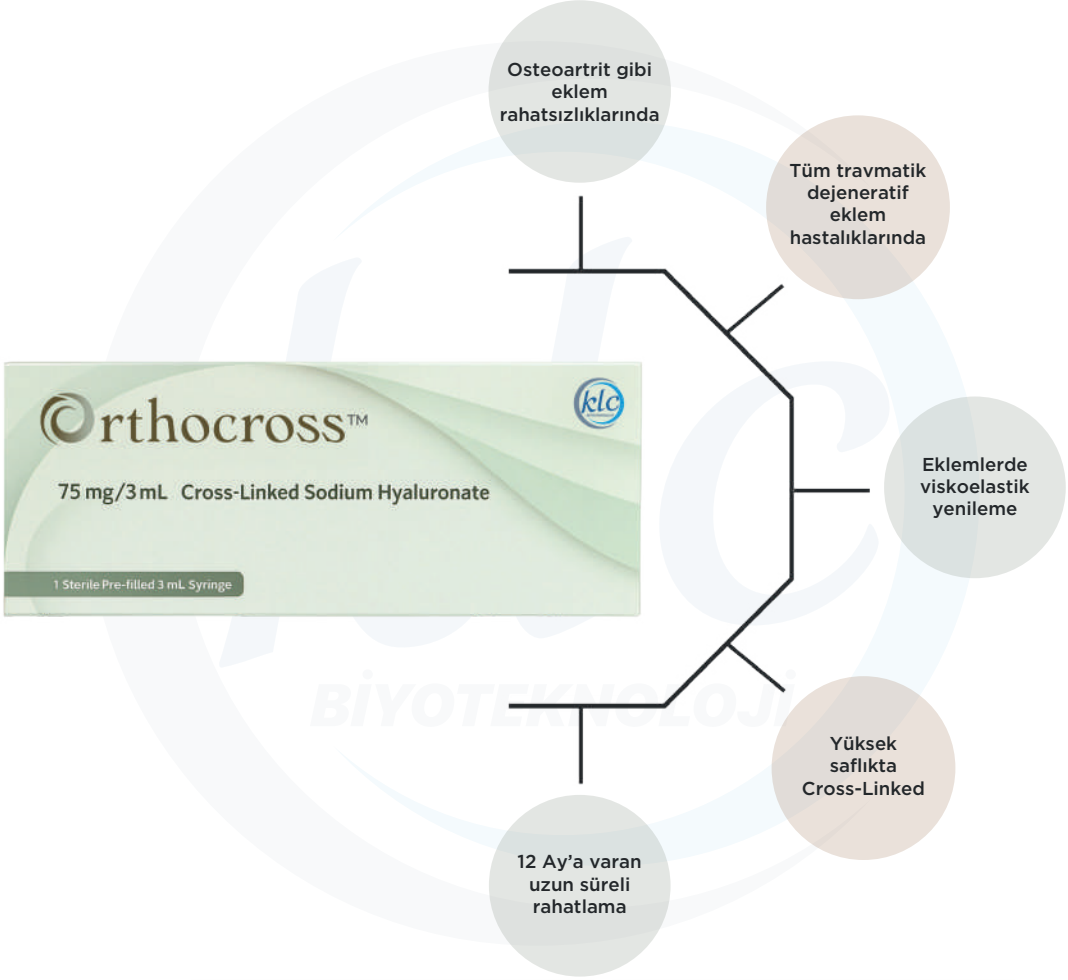 Osteoartrit gibi
eklem
rahatsızlıklarında
Tüm travmatik
dejeneratif
eklem
hastalıklarında
Orthocross™
klc
75 mg/3 mL Cross-Linked Sodium Hyaluronate
1 Sterile Pre-filled 3 mL Syringe
Eklemlerde
viskoelastik
yenileme
Yüksek
saflıkta
Cross-Linked
12 Ay’a varan
uzun süreli
rahatlama
klc
BİYOTEKNOLOJİ